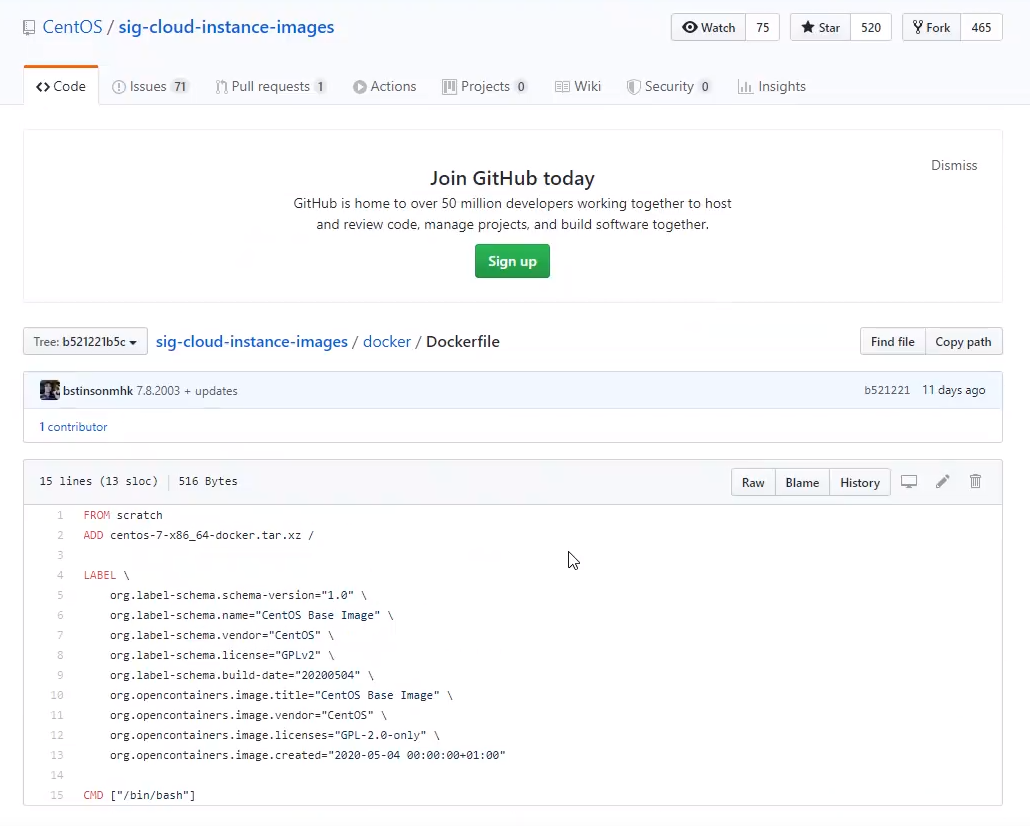 CentOS / sig-cloud-instance-images
Watch 75 Star 520 Fork 465
Code Issues 71 Pull requests 1 Actions Projects 0 Wiki Security 0 Insights
Dismiss
Join GitHub today
GitHub is home to over 50 million developers working together to host
and review code, manage projects, and build software together.
Sign up
Tree: b521221b5c sig-cloud-instance-images / docker / Dockerfile Find file Copy path
bstinsonmhk 7.8.2003 + updates b521221 11 days ago
1 contributor
15 lines (13 sloc) 516 Bytes Raw Blame History
1 FROM scratch
2 ADD centos-7-x86_64-docker.tar.xz /
3
4 LABEL \
5 org.label-schema.schema-version="1.0" \
6 org.label-schema.name="CentOS Base Image" \
7 org.label-schema.vendor="CentOS" \
8 org.label-schema.license="GPLv2" \
9 org.label-schema.build-date="20200504" \
10 org.opencontainers.image.title="CentOS Base Image" \
11 org.opencontainers.image.vendor="CentOS" \
12 org.opencontainers.image.licenses="GPL-2.0-only" \
13 org.opencontainers.image.created="2020-05-04 00:00:00+01:00"
14
15 CMD ["/bin/bash"]